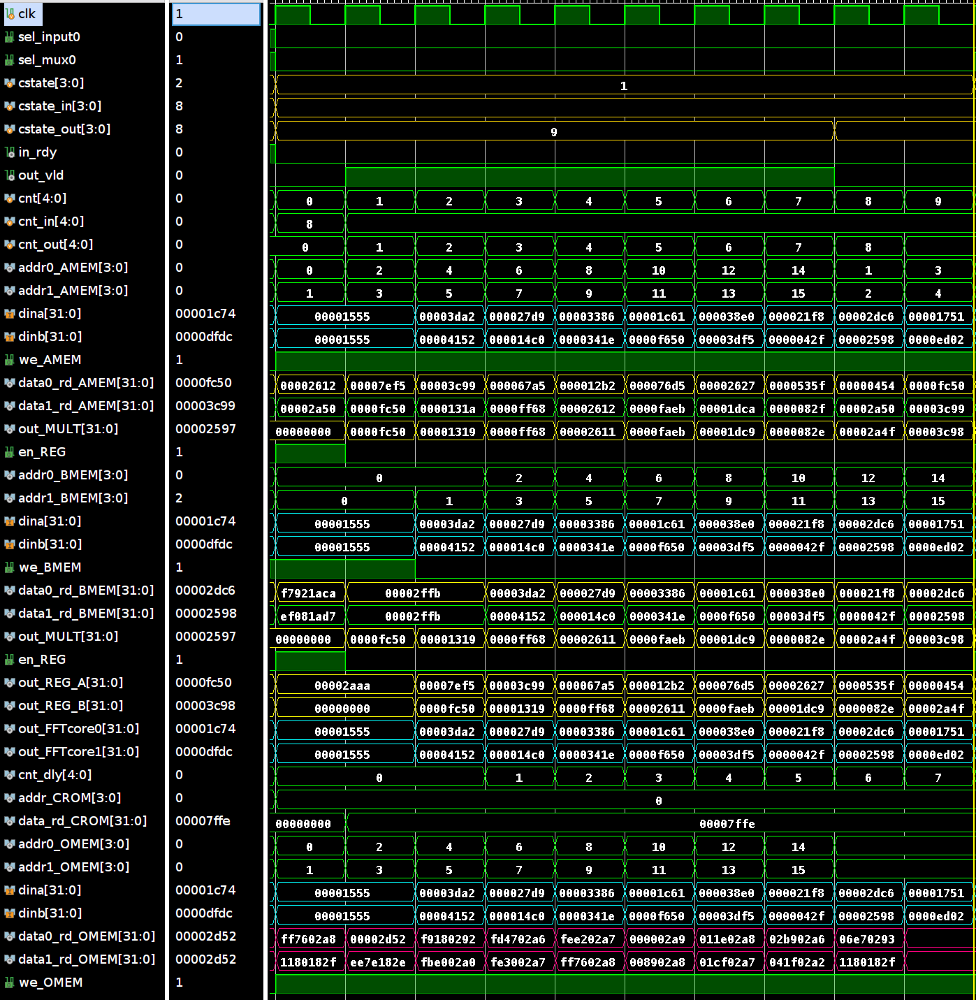 clk 1
sel_input0 0
sel_mux0 1
cstate[3:0] 2 1
cstate_in[3:0] 8
cstate_out[3:0] 8 9
in_rdy 0
out_vld 0
cnt[4:0] 0 0 1 2 3 4 5 6 7 8 9
cnt_in[4:0] 0 8
cnt_out[4:0] 0 0 1 2 3 4 5 6 7 8
addr0_AMEM[3:0] 0 0 2 4 6 8 10 12 14 1 3
addr1_AMEM[3:0] 0 1 3 5 7 9 11 13 15 2 4
dina[31:0] 00001c74 00001555 00003da2 000027d9 00003386 00001c61 000038e0 000021f8 00002dc6 00001751
dinb[31:0] 0000dfdc 00001555 00004152 000014c0 0000341e 0000f650 00003df5 0000042f 00002598 0000ed02
we_AMEM 1
data0_rd_AMEM[31:0] 0000fc50 00002612 00007ef5 00003c99 000067a5 000012b2 000076d5 00002627 0000535f 00000454 0000fc50
data1_rd_AMEM[31:0] 00003c99 00002a50 0000fc50 0000131a 0000ff68 00002612 0000faeb 00001dca 0000082f 00002a50 00003c99
out_MULT[31:0] 00002597 00000000 0000fc50 00001319 0000ff68 00002611 0000faeb 00001dc9 0000082e 00002a4f 00003c98
en_REG 1
addr0_BMEM[3:0] 0 0 2 4 6 8 10 12 14
addr1_BMEM[3:0] 2 0 1 3 5 7 9 11 13 15
dina[31:0] 00001c74 00001555 00003da2 000027d9 00003386 00001c61 000038e0 000021f8 00002dc6 00001751
dinb[31:0] 0000dfdc 00001555 00004152 000014c0 0000341e 0000f650 00003df5 0000042f 00002598 0000ed02
we_BMEM 1
data0_rd_BMEM[31:0] 00002dc6 f7921aca 00002ffb 00003da2 000027d9 00003386 00001c61 000038e0 000021f8 00002dc6
data1_rd_BMEM[31:0] 00002598 ef081ad7 00002ffb 00004152 000014c0 0000341e 0000f650 00003df5 0000042f 00002598
out_MULT[31:0] 00002597 00000000 0000fc50 00001319 0000ff68 00002611 0000faeb 00001dc9 0000082e 00002a4f 00003c98
en_REG 1
out_REG_A[31:0] 0000fc50 00002aaa 00007ef5 00003c99 000067a5 000012b2 000076d5 00002627 0000535f 00000454
out_REG_B[31:0] 00003c98 00000000 0000fc50 00001319 0000ff68 00002611 0000faeb 00001dc9 0000082e 00002a4f
out_FFTcore0[31:0] 00001c74 00001555 00003da2 000027d9 00003386 00001c61 000038e0 000021f8 00002dc6 00001751
out_FFTcore1[31:0] 0000dfdc 00001555 00004152 000014c0 0000341e 0000f650 00003df5 0000042f 00002598 0000ed02
cnt_dly[4:0] 0 0 1 2 3 4 5 6 7
addr_CROM[3:0] 0 0
data_rd_CROM[31:0] 00007ffe 00000000 00007ffe
addr0_OMEM[3:0] 0 0 2 4 6 8 10 12 14
addr1_OMEM[3:0] 0 1 3 5 7 9 11 13 15
dina[31:0] 00001c74 00001555 00003da2 000027d9 00003386 00001c61 000038e0 000021f8 00002dc6 00001751
dinb[31:0] 0000dfdc 00001555 00004152 000014c0 0000341e 0000f650 00003df5 0000042f 00002598 0000ed02
data0_rd_OMEM[31:0] 00002d52 ff7602a8 00002d52 f9180292 fd4702a6 fee202a7 000002a9 011e02a8 02b902a6 06e70293
data1_rd_OMEM[31:0] 00002d52 1180182f ee7e182e fbe002a0 fe3002a7 ff7602a8 008902a8 01cf02a7 041f02a2 1180182f
we_OMEM 1